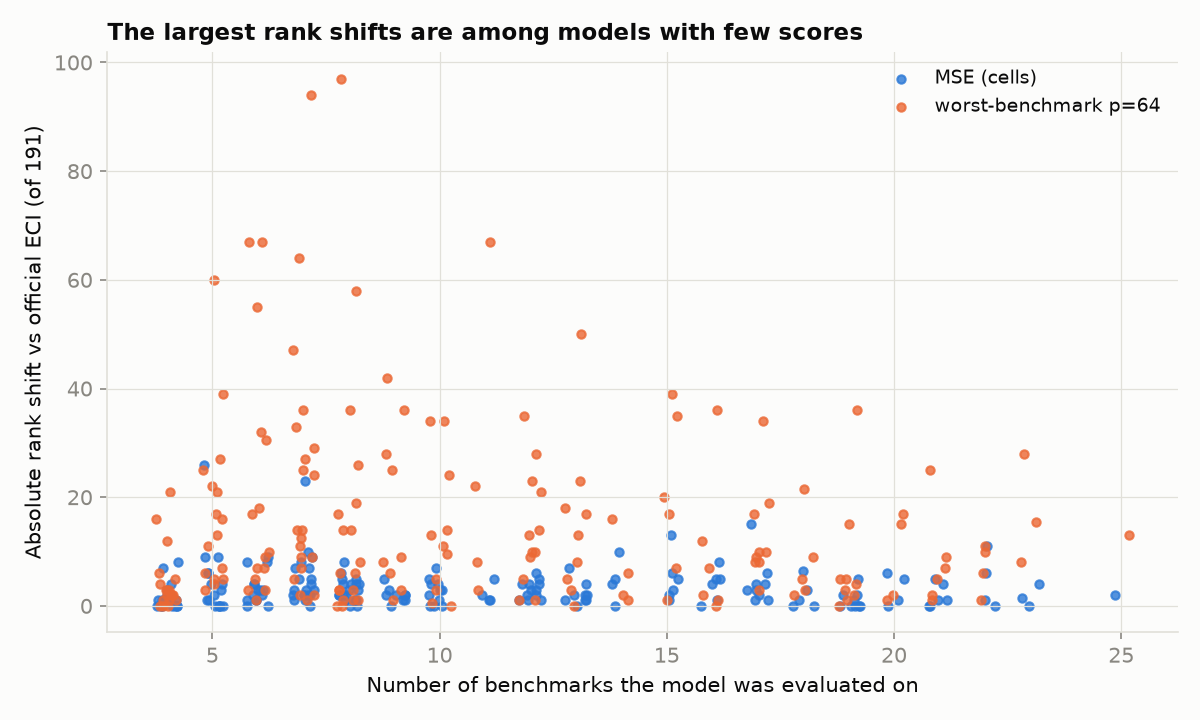 The largest rank shifts are among models with few scores
MSE (cells)
worst-benchmark p=64
Absolute rank shift vs official ECI (of 191)
100
80
60
40
20
0
5
10
15
20
25
Number of benchmarks the model was evaluated on